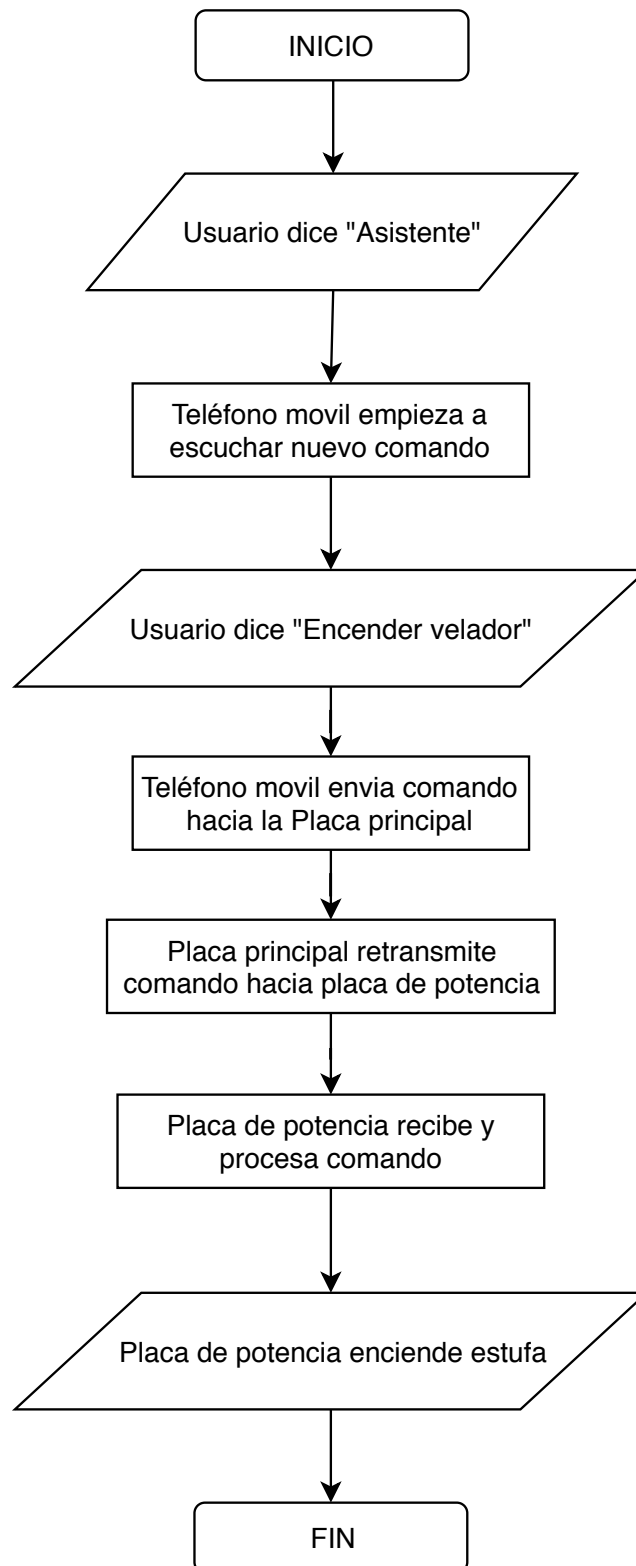 INICIO
Usuario dice "Asistente"
Teléfono movil empieza a
escuchar nuevo comando
Usuario dice "Encender velador"
Teléfono movil envia comando
hacia la Placa principal
Placa principal retransmite
comando hacia placa de potencia
Placa de potencia recibe y
procesa comando
Placa de potencia enciende estufa
FIN